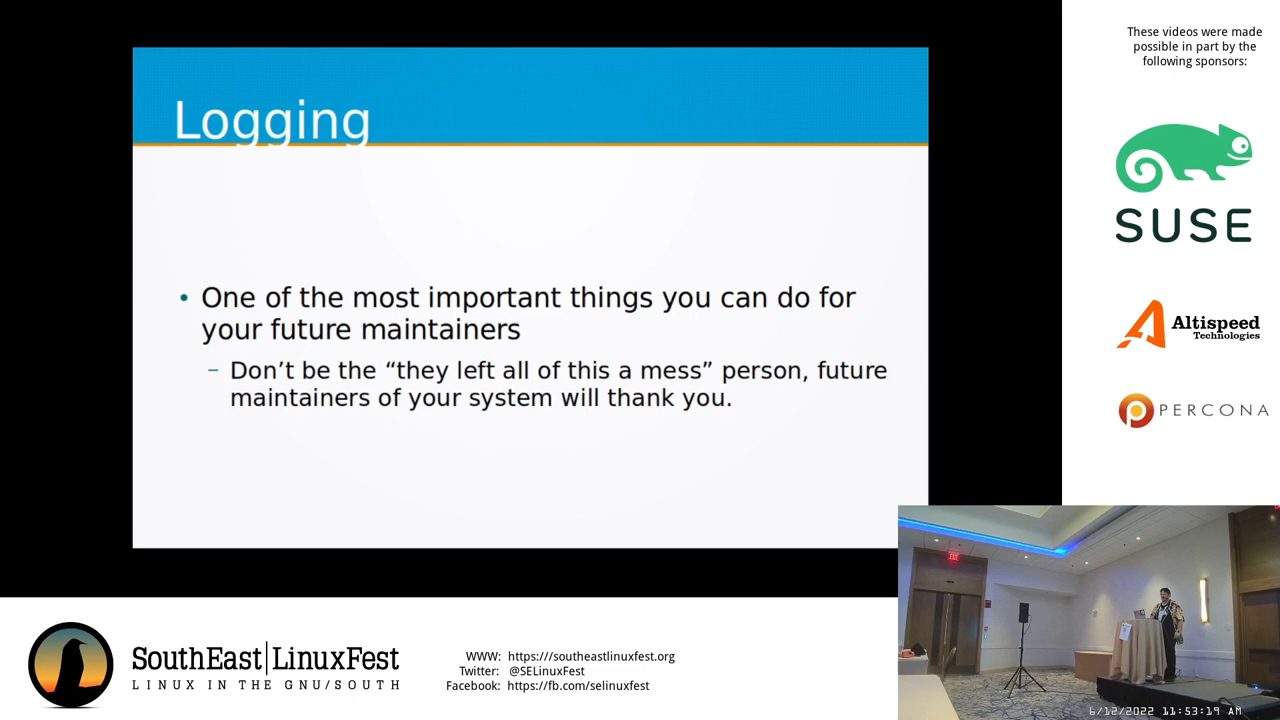 These videos were made
possible in part by the
following sponsors:
Logging
SUSE
One of the most important things you can do for
your future maintainers
Altispeed
Technologies
– Don’t be the “they left all of this a mess” person, future
maintainers of your system will thank you.
PERCONA
SouthEast|LinuxFest
LINUX IN THE GNU/SOUTH
WWW: https:///southeastlinuxfest.org
Twitter: @SELinuxFest
Facebook: https://fb.com/selinuxfest
6/12/2022 11:53:19 AM